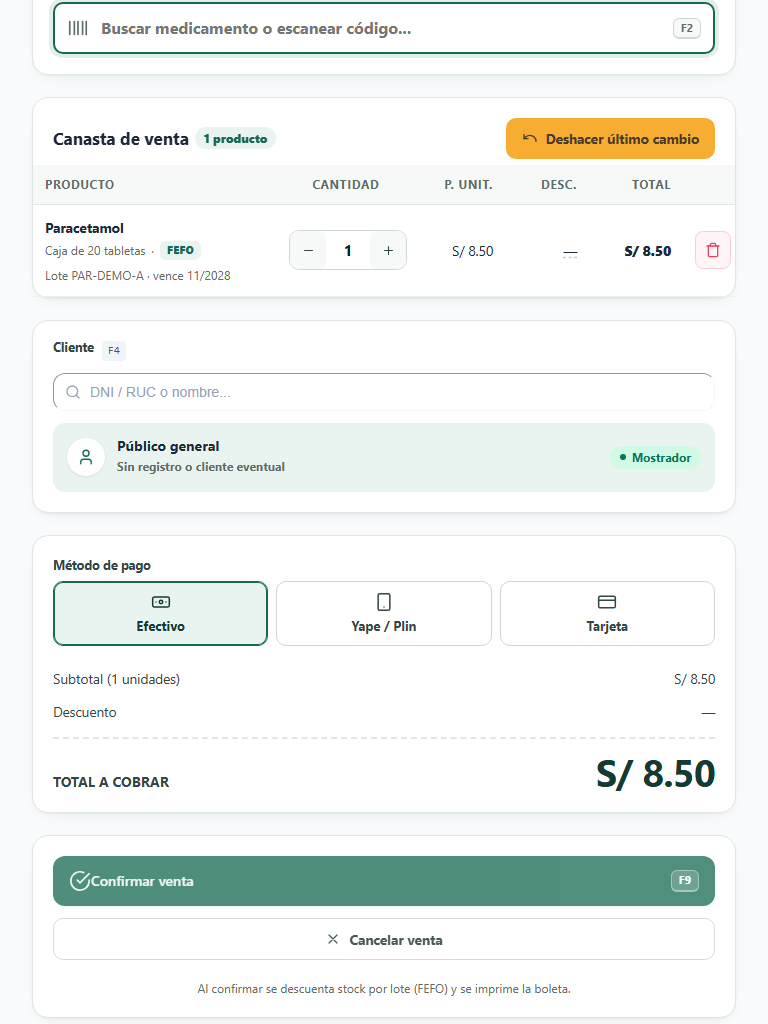 Buscar medicamento o escanear código...
F2
Canasta de venta
1 producto
Deshacer último cambio
PRODUCTO
CANTIDAD
P. UNIT.
DESC.
TOTAL
Paracetamol
Caja de 20 tabletas · FEFO
Lote PAR-DEMO-A · vence 11/2028
− 1 +
S/ 8.50
—
S/ 8.50
Cliente
F4
DNI / RUC o nombre...
Público general
Sin registro o cliente eventual
Mostrador
Método de pago
Efectivo
Yape / Plin
Tarjeta
Subtotal (1 unidades)
S/ 8.50
Descuento
—
TOTAL A COBRAR
S/ 8.50
Confirmar venta
F9
Cancelar venta
Al confirmar se descuenta stock por lote (FEFO) y se imprime la boleta.